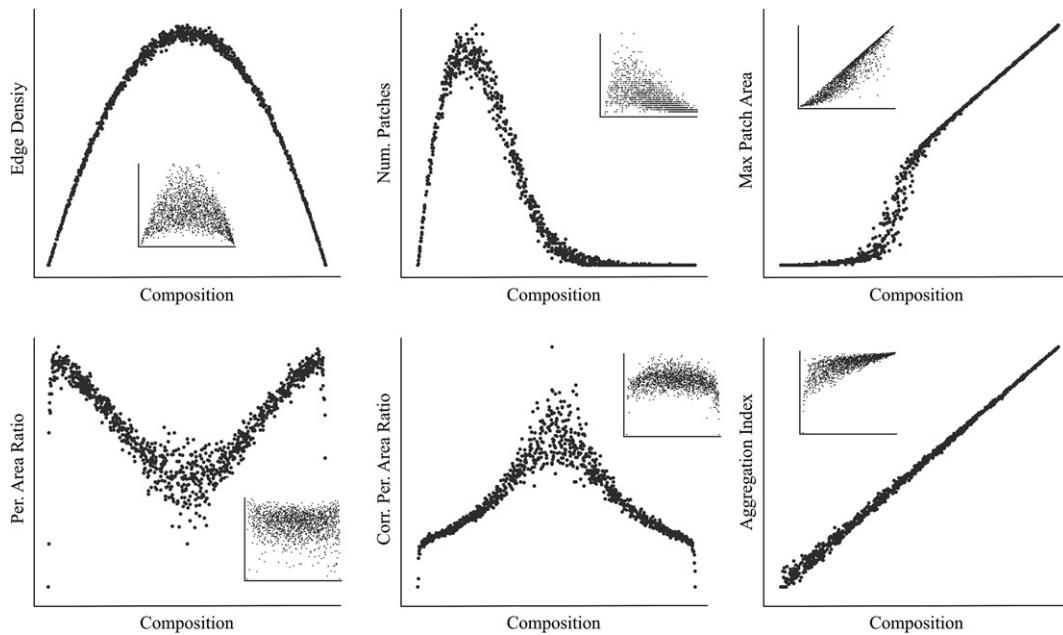 Edge Densiy
Composition
Num. Patches
Composition
Max Patch Area
Composition
Per. Area Ratio
Composition
Corr. Per. Area Ratio
Composition
Aggregation Index
Composition